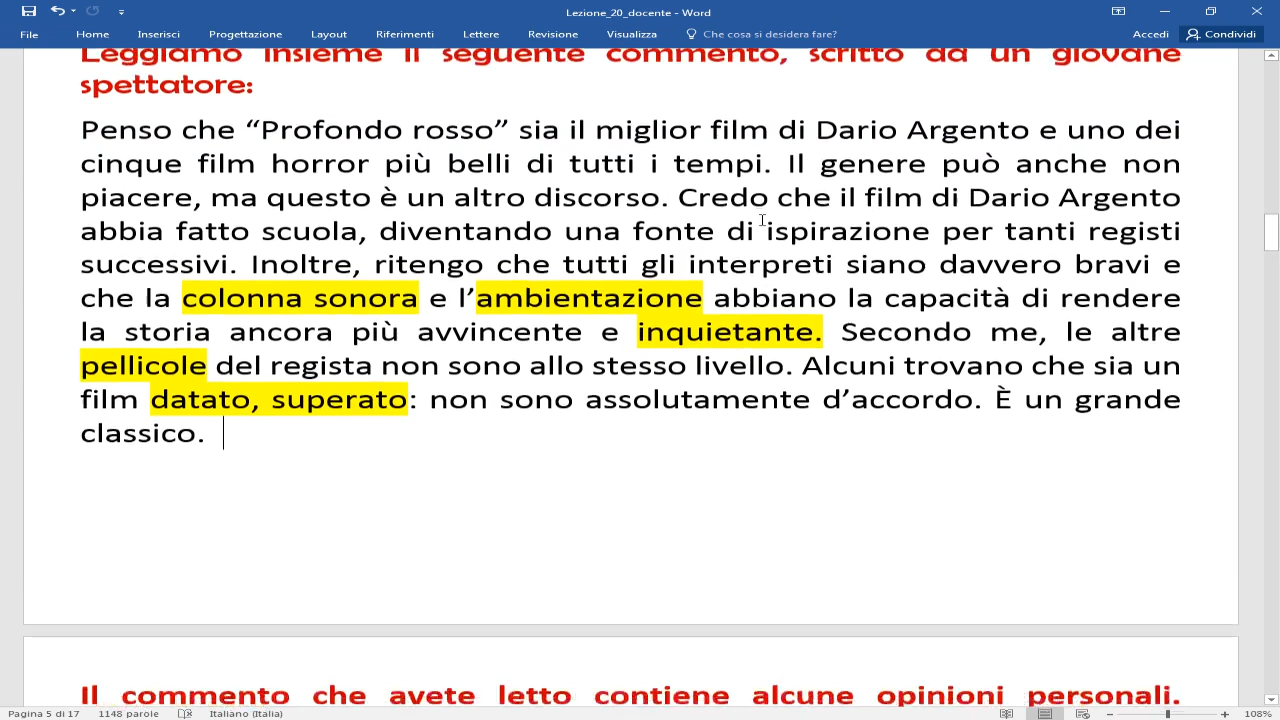 Lezione_20_docente - Word
File Home Inserisci Progettazione Layout Riferimenti Lettere Revisione Visualizza Che cosa si desidera fare? Accedi Condividi
Leggiamo insieme il seguente commento, scritto da un giovane
spettatore:
Penso che “Profondo rosso” sia il miglior film di Dario Argento e uno dei
cinque film horror più belli di tutti i tempi. Il genere può anche non
piacere, ma questo è un altro discorso. Credo che il film di Dario Argento
abbia fatto scuola, diventando una fonte di ispirazione per tanti registi
successivi. Inoltre, ritengo che tutti gli interpreti siano davvero bravi e
che la colonna sonora e l’ambientazione abbiano la capacità di rendere
la storia ancora più avvincente e inquietante. Secondo me, le altre
pellicole del regista non sono allo stesso livello. Alcuni trovano che sia un
film datato, superato: non sono assolutamente d’accordo. È un grande
classico.
Il commento che avete letto contiene alcune opinioni personali.
Pagina 5 di 17 1148 parole Italiano (Italia) 108%